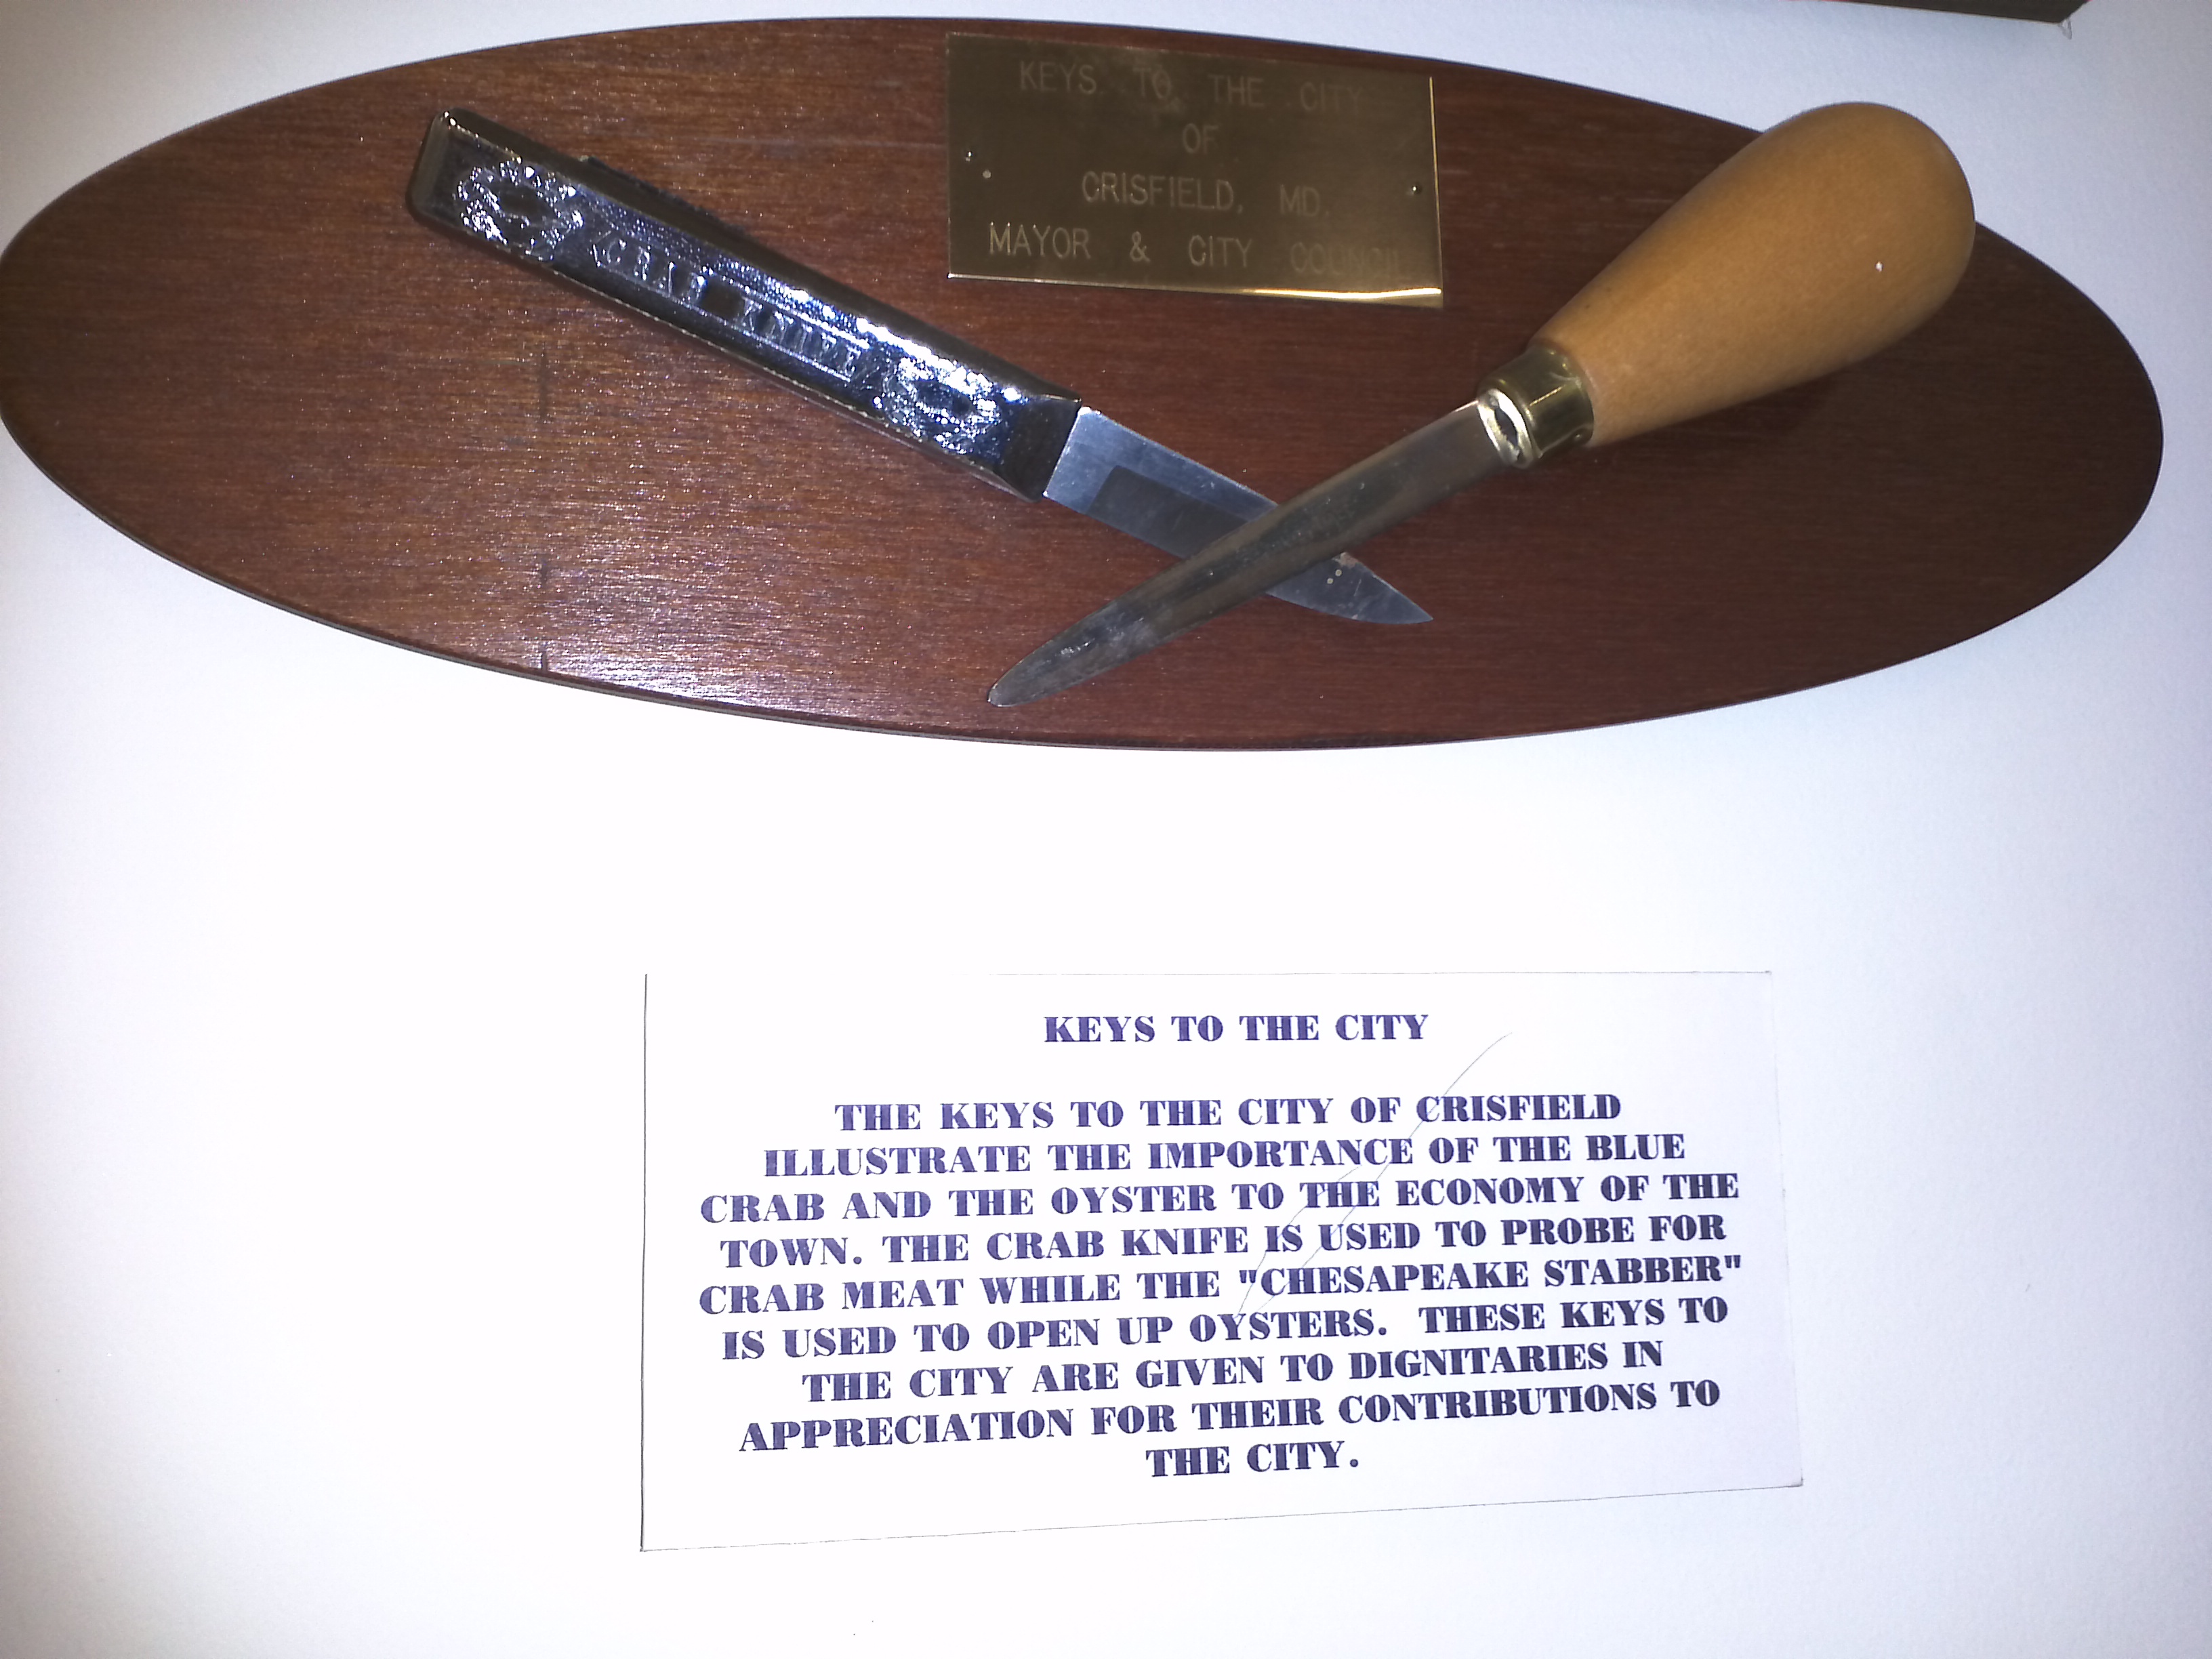 KEYS TO THE CITY
OF
CRISFIELD, MD.
MAYOR & CITY COUNCIL
CRAB KNIFE
KEYS TO THE CITY
THE KEYS TO THE CITY OF CRISFIELD
ILLUSTRATE THE IMPORTANCE OF THE BLUE
CRAB AND THE OYSTER TO THE ECONOMY OF THE
TOWN. THE CRAB KNIFE IS USED TO PROBE FOR
CRAB MEAT WHILE THE "CHESAPEAKE STABBER"
IS USED TO OPEN UP OYSTERS. THESE KEYS TO
THE CITY ARE GIVEN TO DIGNITARIES IN
APPRECIATION FOR THEIR CONTRIBUTIONS TO
THE CITY.